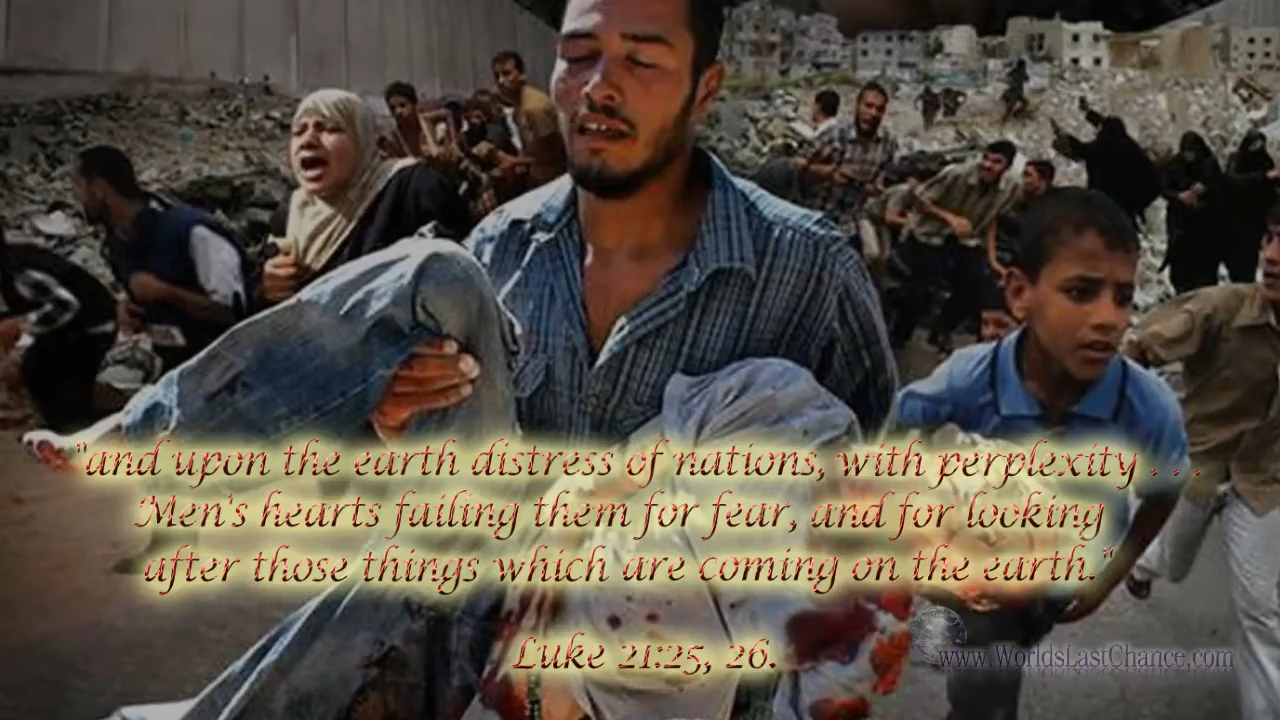 "and upon the earth distress of nations, with perplexity . . .
"Men's hearts failing them for fear, and for looking
after those things which are coming on the earth."
Luke 21:25, 26.
www.WorldsLastChance.com